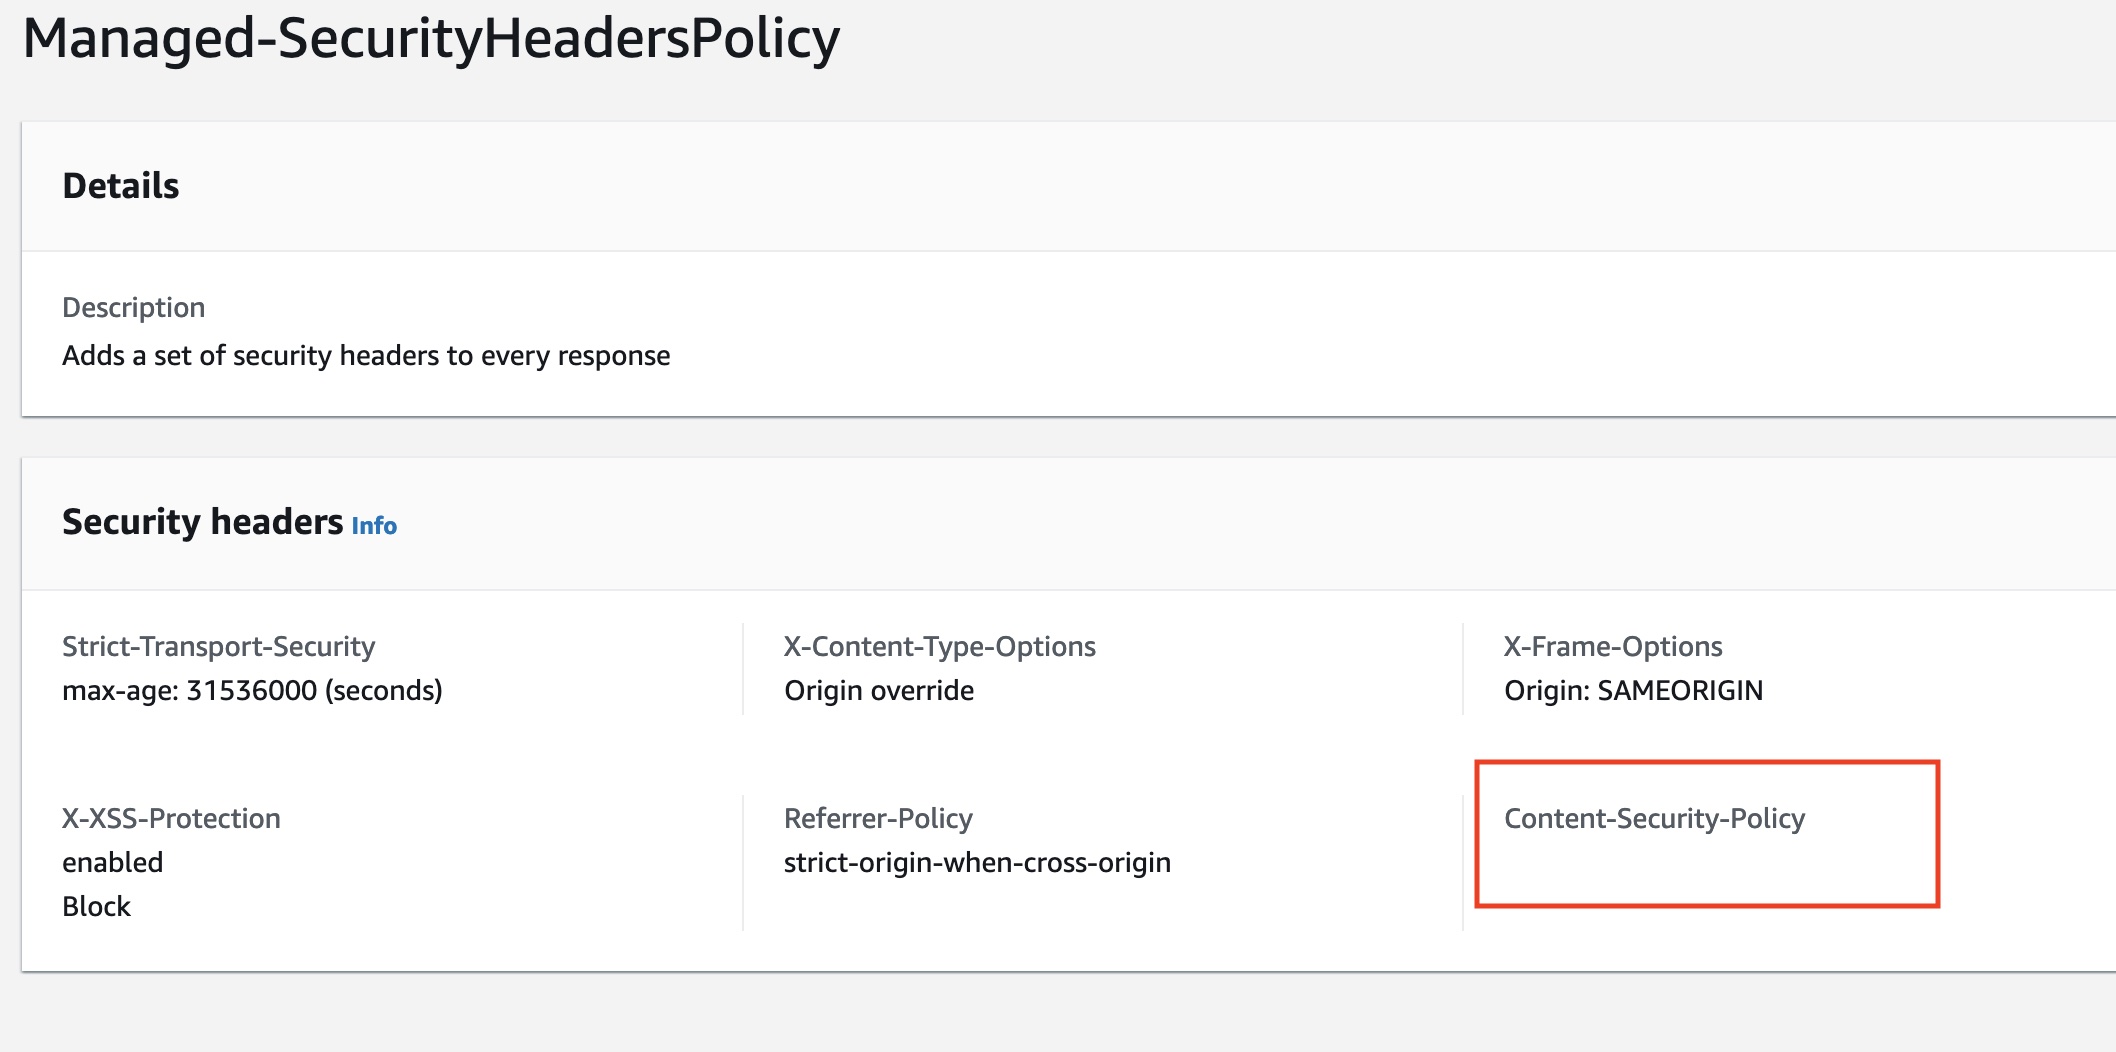 Managed-SecurityHeadersPolicy
Details
Description
Adds a set of security headers to every response
Security headers Info
Strict-Transport-Security
max-age: 31536000 (seconds)
X-Content-Type-Options
Origin override
X-Frame-Options
Origin: SAMEORIGIN
X-XSS-Protection
enabled
Block
Referrer-Policy
strict-origin-when-cross-origin
Content-Security-Policy